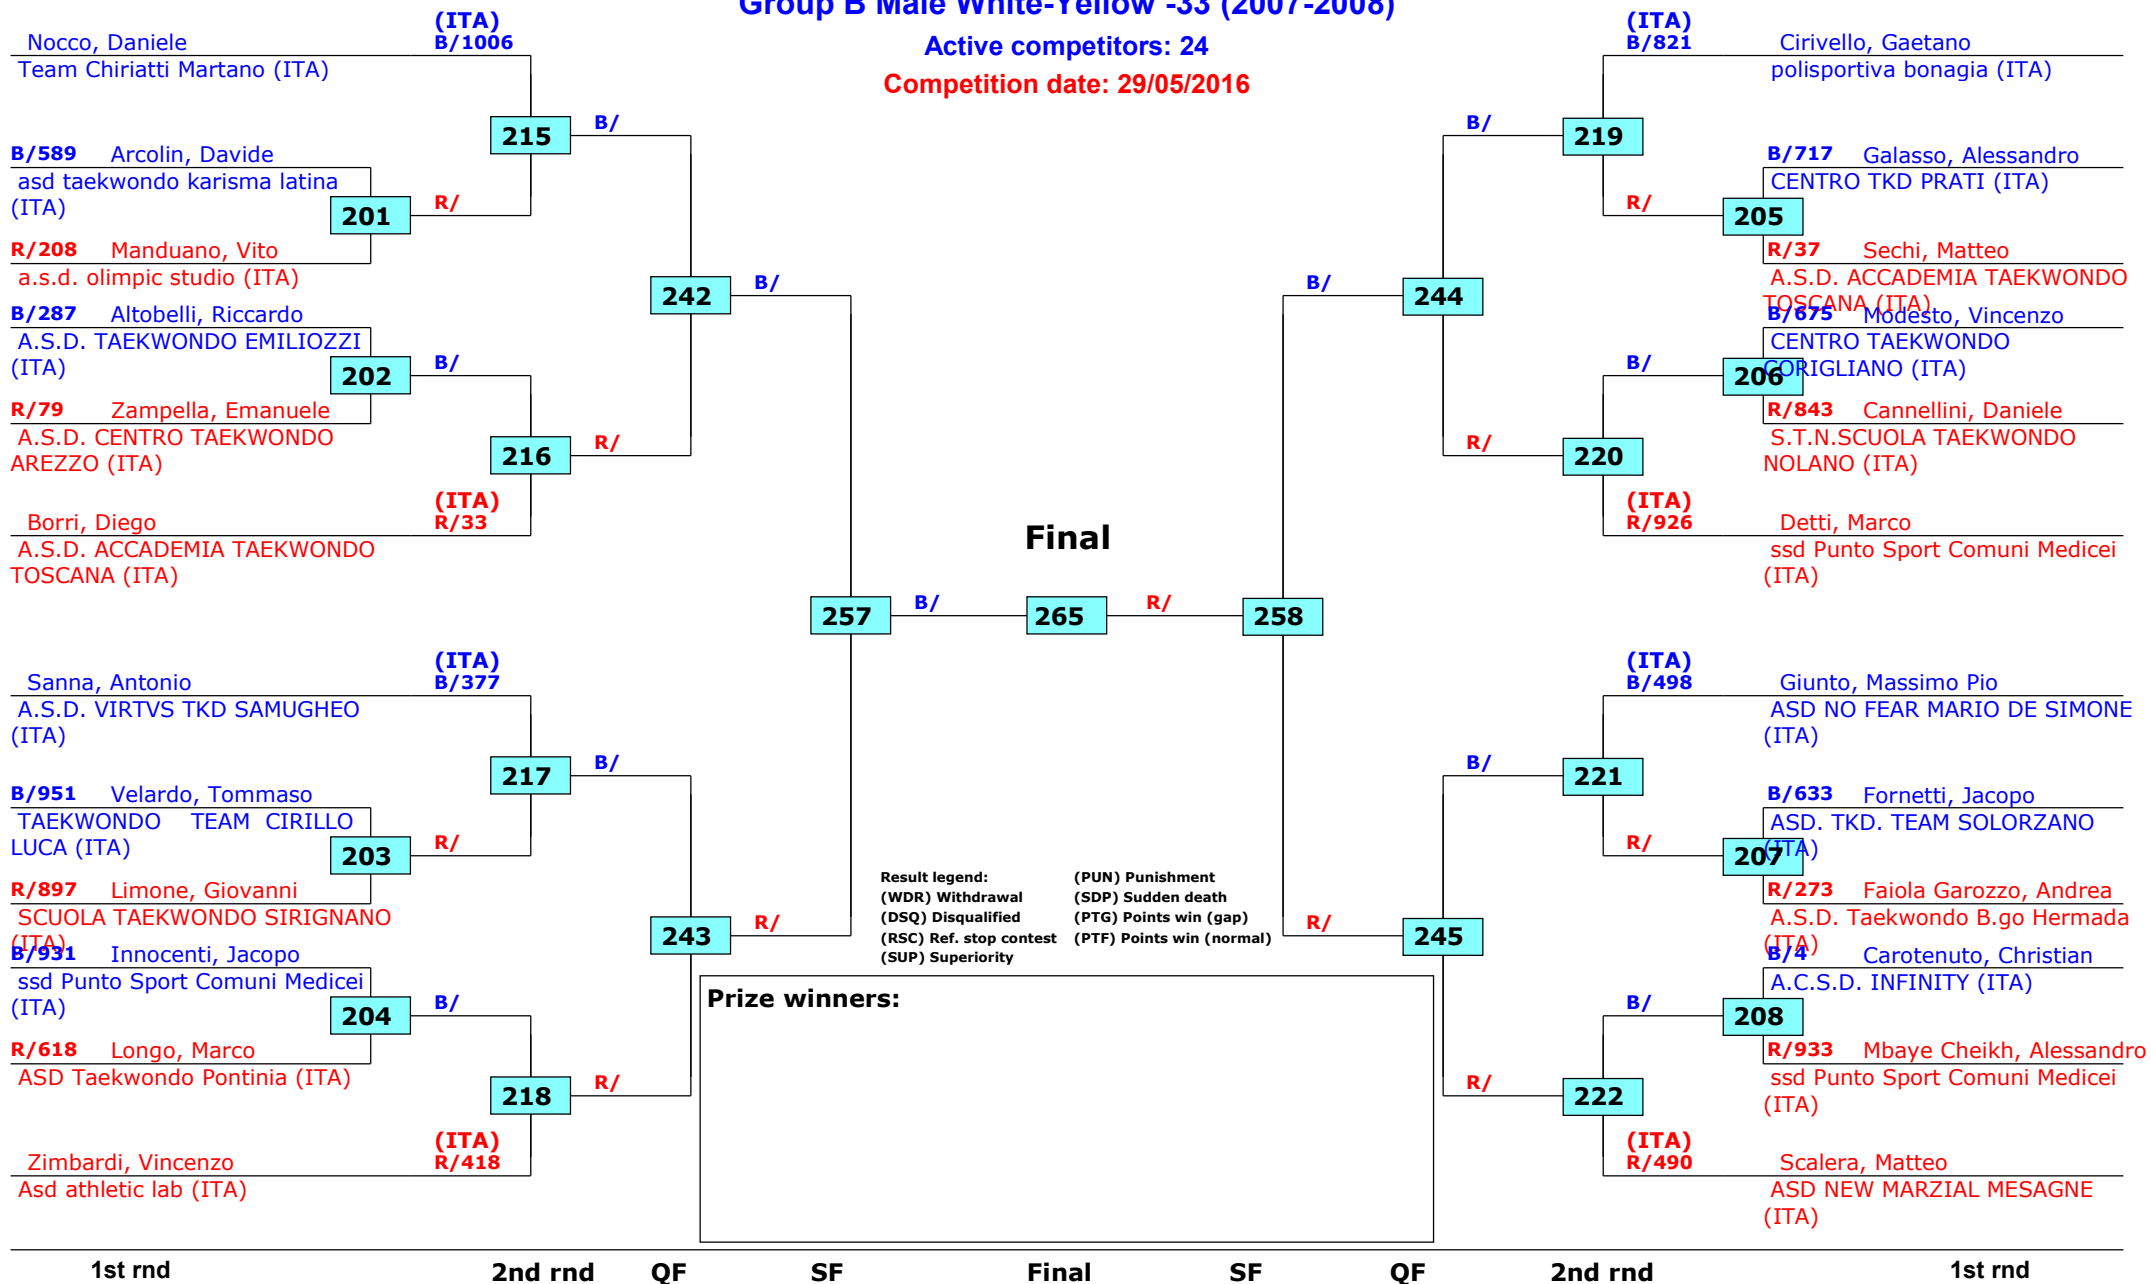 Group B Male White-Yellow -33 (2007-2008)
Active competitors: 24
Competition date: 29/05/2016
(ITA)
Nocco, Daniele B/1006
Team Chiriatti Martano (ITA)
215
B/
B/589 Arcolin, Davide
asd taekwondo karisma latina
(ITA)
201
R/
R/208 Manduano, Vito
a.s.d. olimpic studio (ITA)
242
B/
B/287 Altobelli, Riccardo
A.S.D. TAEKWONDO EMILIOZZI
(ITA)
202
B/
R/79 Zampella, Emanuele
A.S.D. CENTRO TAEKWONDO
AREZZO (ITA)
216
R/
(ITA)
Borri, Diego R/33
A.S.D. ACCADEMIA TAEKWONDO
TOSCANA (ITA)
257
B/
(ITA)
Sanna, Antonio B/377
A.S.D. VIRTVS TKD SAMUGHEO
(ITA)
217
B/
B/951 Velardo, Tommaso
TAEKWONDO TEAM CIRILLO
LUCA (ITA)
203
R/
R/897 Limone, Giovanni
SCUOLA TAEKWONDO SIRIGNANO
(ITA)
243
R/
B/931 Innocenti, Jacopo
ssd Punto Sport Comuni Medicei
(ITA)
204
B/
R/618 Longo, Marco
ASD Taekwondo Pontinia (ITA)
218
R/
(ITA)
Zimbardi, Vincenzo R/418
Asd athletic lab (ITA)
Final
265
R/
258
(ITA)
B/821 Cirivello, Gaetano
polisportiva bonagia (ITA)
B/
219
B/717 Galasso, Alessandro
CENTRO TKD PRATI (ITA)
R/
205
R/37 Sechi, Matteo
A.S.D. ACCADEMIA TAEKWONDO
TOSCANA (ITA)
B/
244
B/675 Modesto, Vincenzo
CENTRO TAEKWONDO
CORIGLIANO (ITA)
B/
206
R/843 Cannellini, Daniele
S.T.N.SCUOLA TAEKWONDO
NOLANO (ITA)
R/
220
(ITA)
R/926 Detti, Marco
ssd Punto Sport Comuni Medicei
(ITA)
(ITA)
B/498 Giunto, Massimo Pio
ASD NO FEAR MARIO DE SIMONE
(ITA)
B/
221
B/633 Fornetti, Jacopo
ASD. TKD. TEAM SOLORZANO
(ITA)
R/
207
R/273 Faiola Garozzo, Andrea
A.S.D. Taekwondo B.go Hermada
(ITA)
R/
245
B/4 Carotenuto, Christian
A.C.S.D. INFINITY (ITA)
B/
208
R/933 Mbaye Cheikh, Alessandro
ssd Punto Sport Comuni Medicei
(ITA)
R/
222
(ITA)
R/490 Scalera, Matteo
ASD NEW MARZIAL MESAGNE
(ITA)
Result legend: (PUN) Punishment
(WDR) Withdrawal (SDP) Sudden death
(DSQ) Disqualified (PTG) Points win (gap)
(RSC) Ref. stop contest (PTF) Points win (normal)
(SUP) Superiority
Prize winners:
1st rnd 2nd rnd QF SF Final SF QF 2nd rnd 1st rnd